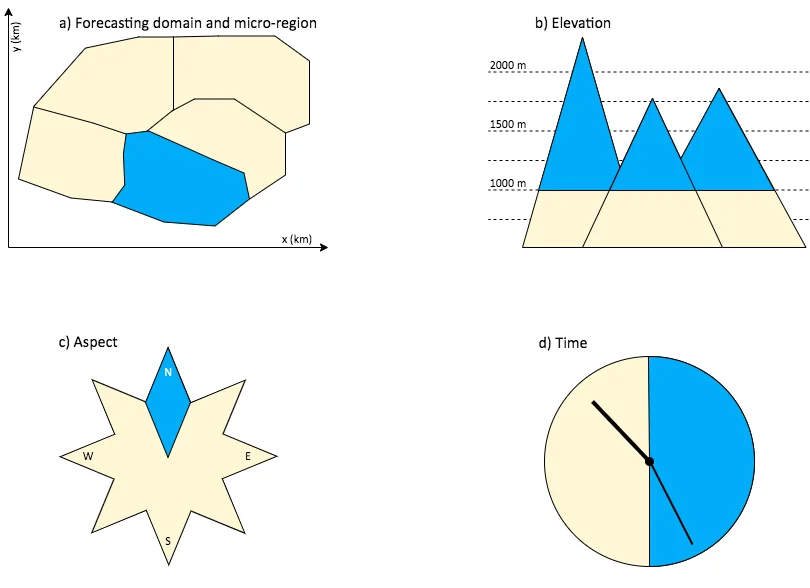 a) Forecasting domain and micro-region
y (km)
x (km)
b) Elevation
2000 m
1500 m
1000 m
c) Aspect
N
W
E
S
d) Time